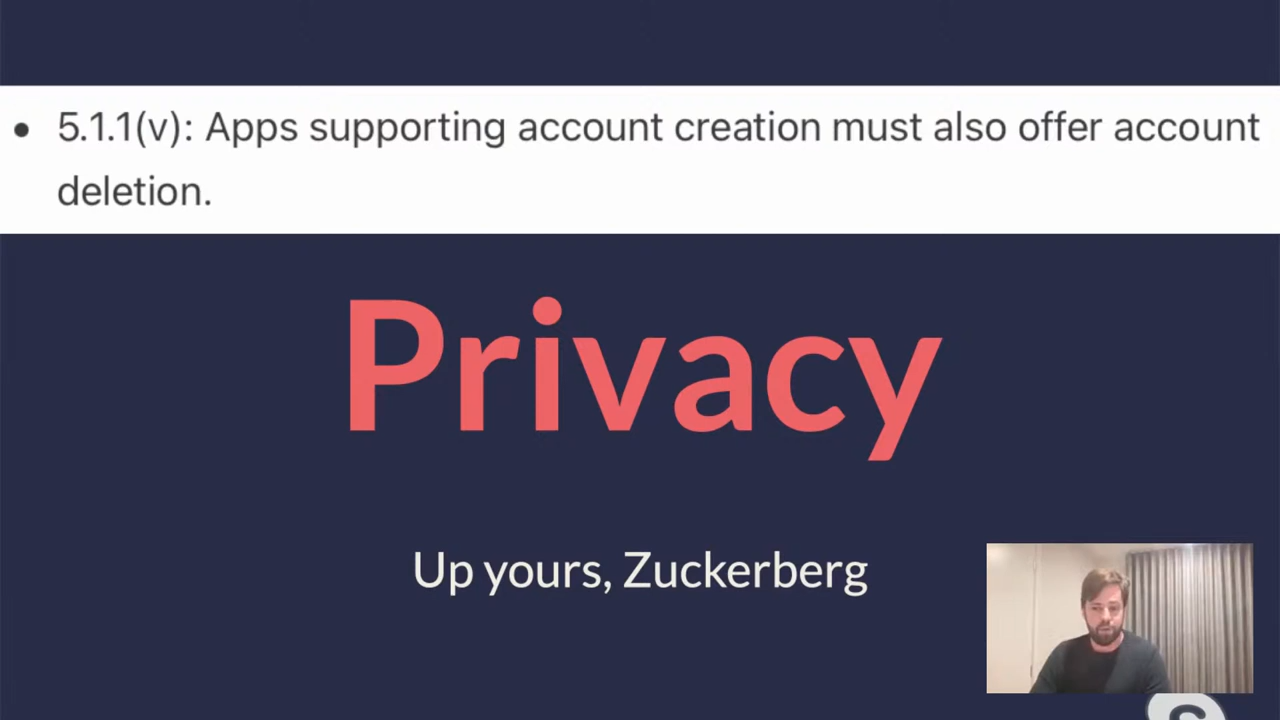 • 5.1.1(v): Apps supporting account creation must also offer account
deletion.
Privacy
Up yours, Zuckerberg